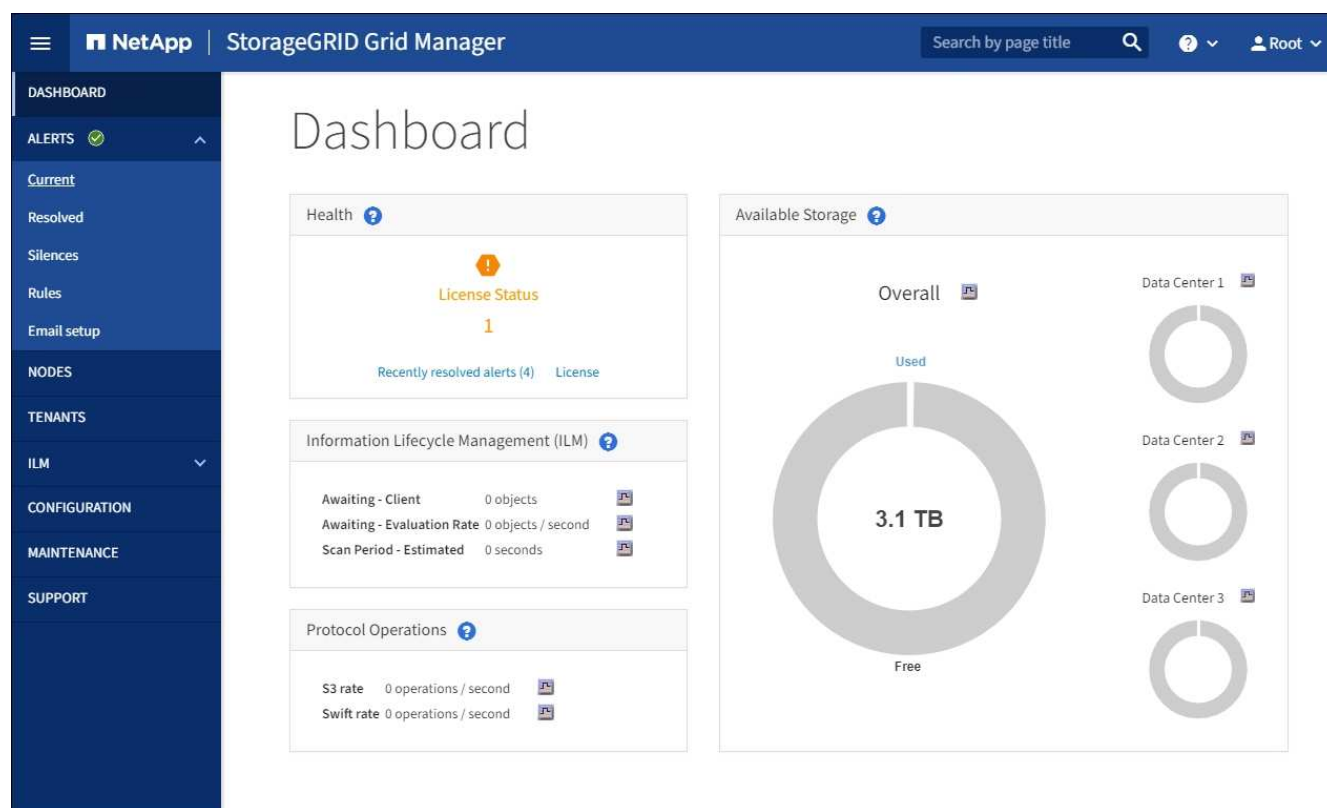 NetApp | StorageGRID Grid Manager
Search by page title
Root
DASHBOARD
ALERTS
Current
Resolved
Silences
Rules
Email setup
NODES
TENANTS
ILM
CONFIGURATION
MAINTENANCE
SUPPORT
Dashboard
Health
License Status
1
Recently resolved alerts (4) License
Information Lifecycle Management (ILM)
Awaiting - Client 0 objects
Awaiting - Evaluation Rate 0 objects / second
Scan Period - Estimated 0 seconds
Protocol Operations
S3 rate 0 operations / second
Swift rate 0 operations / second
Available Storage
Overall
Used
3.1 TB
Free
Data Center 1
Data Center 2
Data Center 3